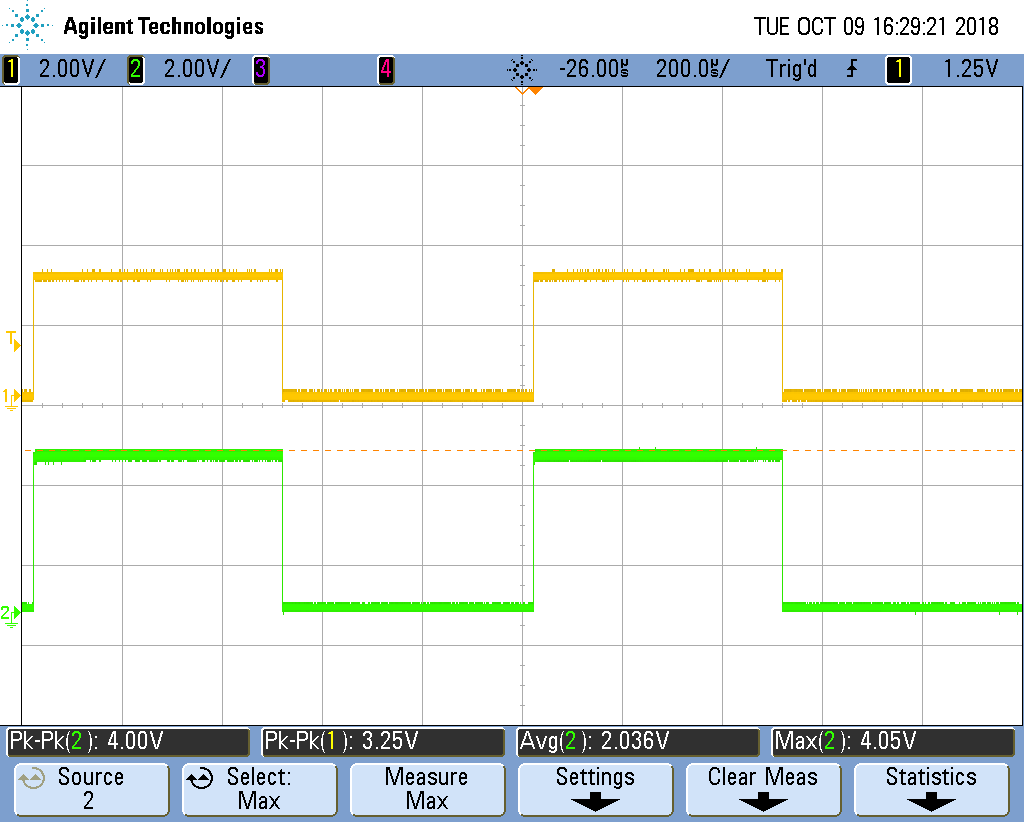 Agilent Technologies TUE OCT 09 16:29:21 2018
1 2.00V/ 2 2.00V/ 3 4 -26.00µs 200.0µs/ Trig'd 1 1.25V
T
1
2
Pk-Pk(2): 4.00V Pk-Pk(1): 3.25V Avg(2): 2.036V Max(2): 4.05V
Source Select: Measure Settings Clear Meas Statistics
2 Max Max